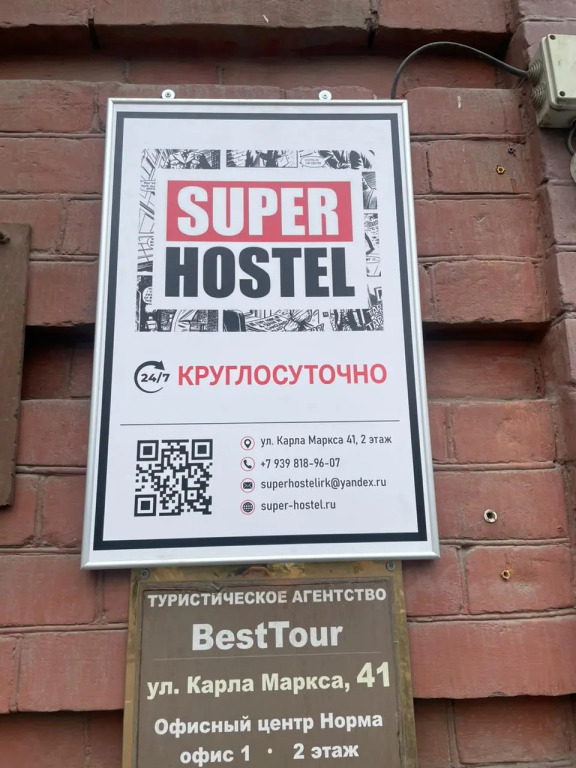 SUPER
HOSTEL
24/7 КРУГЛОСУТОЧНО
ул. Карла Маркса 41, 2 этаж
+7 939 818-96-07
superhostelirk@yandex.ru
super-hostel.ru
ТУРИСТИЧЕСКОЕ АГЕНТСТВО
BestTour
ул. Карла Маркса, 41
Офисный центр Норма
офис 1 · 2 этаж